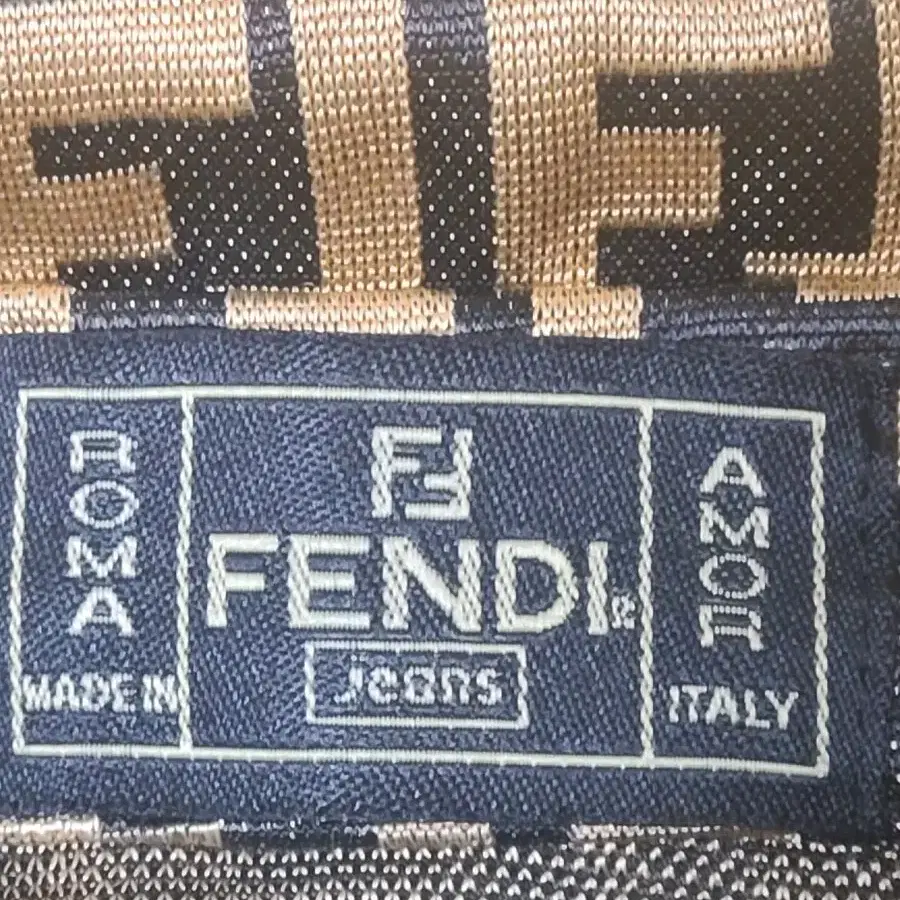 ROMA
MADE IN
FF
FENDI®
jeans
AMOR
ITALY